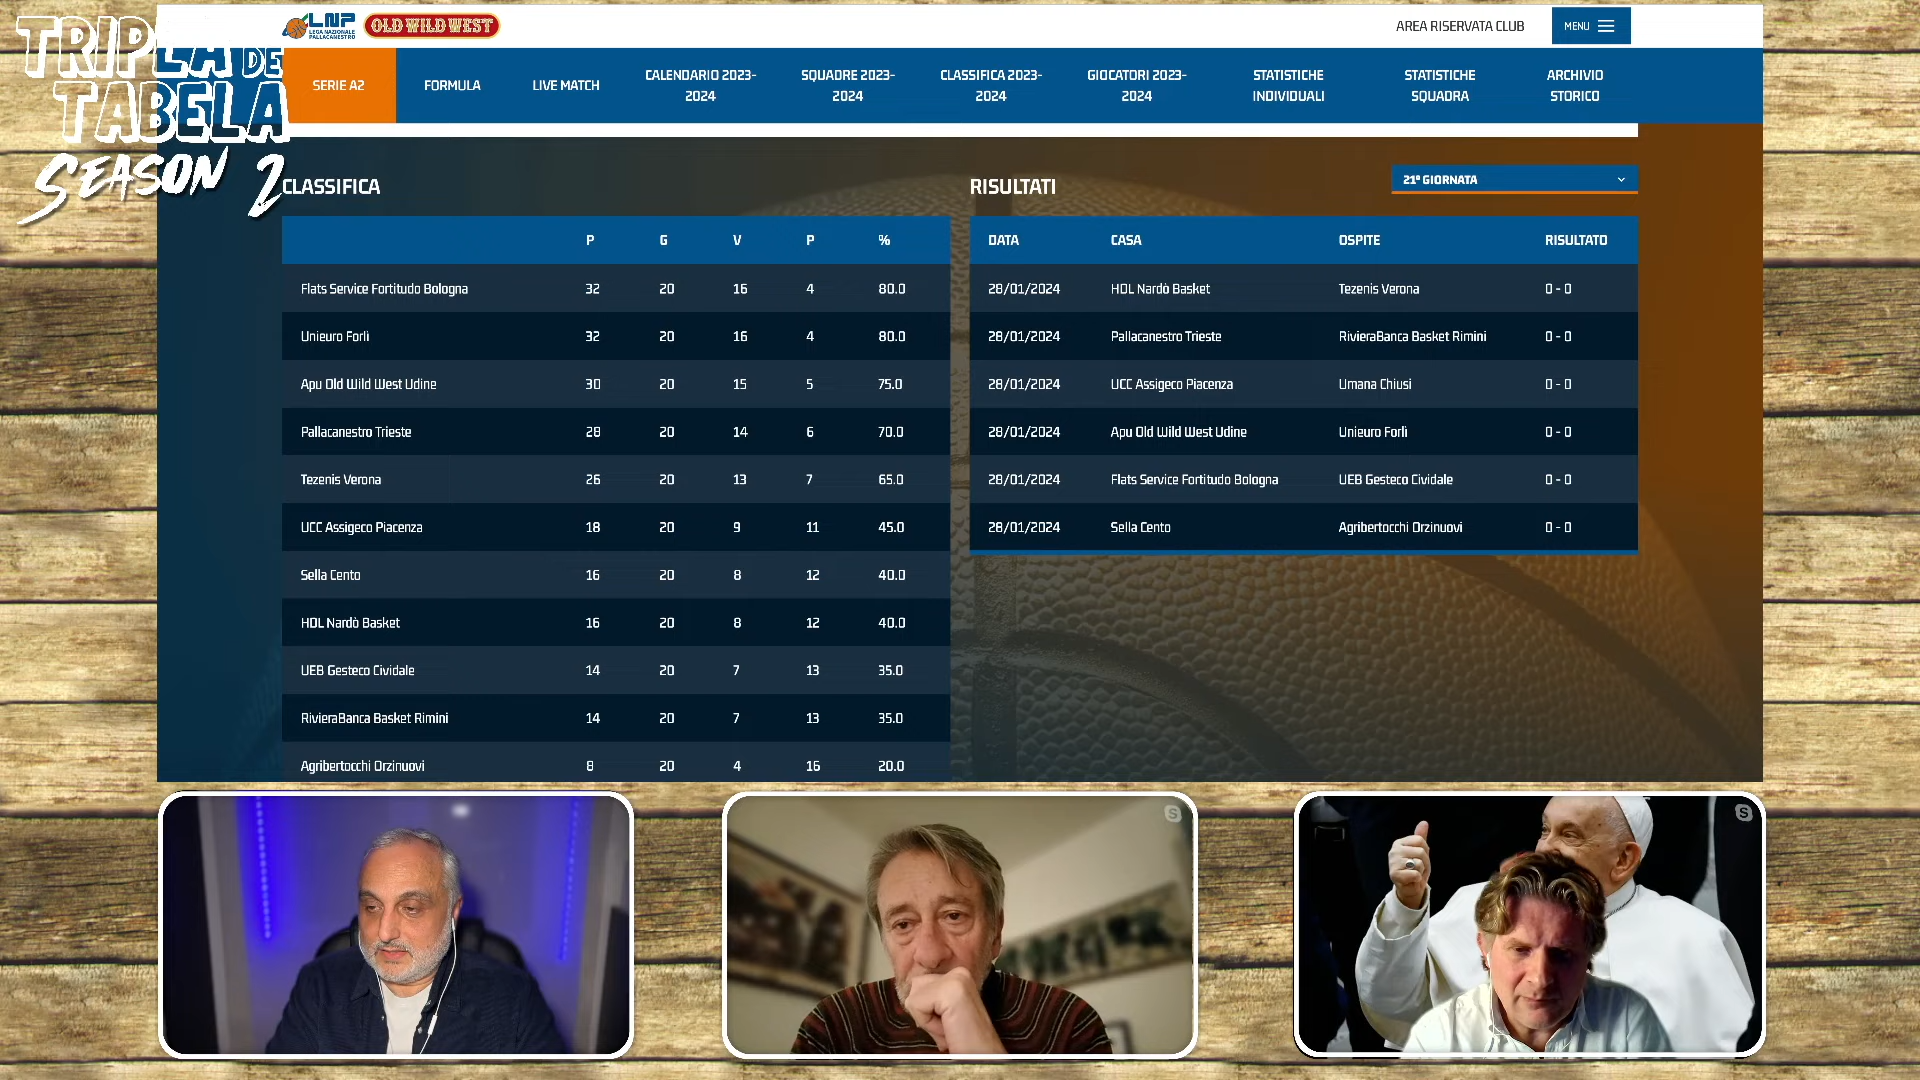 TRIPLA DE
TABELA
SEASON 2
LNP
LEGA NAZIONALE
PALLACANESTRO
OLD WILD WEST
AREA RISERVATA CLUB
MENU
SERIE A2
FORMULA
LIVE MATCH
CALENDARIO 2023-
2024
SQUADRE 2023-
2024
CLASSIFICA 2023-
2024
GIOCATORI 2023-
2024
STATISTICHE
INDIVIDUALI
STATISTICHE
SQUADRA
ARCHIVIO
STORICO
CLASSIFICA
P G V P %
Flats Service Fortitudo Bologna 32 20 16 4 80.0
Unieuro Forlì 32 20 16 4 80.0
Apu Old Wild West Udine 30 20 15 5 75.0
Pallacanestro Trieste 28 20 14 6 70.0
Tezenis Verona 26 20 13 7 65.0
UCC Assigeco Piacenza 18 20 9 11 45.0
Sella Cento 16 20 8 12 40.0
HDL Nardò Basket 16 20 8 12 40.0
UEB Gesteco Cividale 14 20 7 13 35.0
RivieraBanca Basket Rimini 14 20 7 13 35.0
Agribertocchi Orzinuovi 8 20 4 16 20.0
RISULTATI
21ª GIORNATA
DATA CASA OSPITE RISULTATO
28/01/2024 HDL Nardò Basket Tezenis Verona 0 - 0
28/01/2024 Pallacanestro Trieste RivieraBanca Basket Rimini 0 - 0
28/01/2024 UCC Assigeco Piacenza Umana Chiusi 0 - 0
28/01/2024 Apu Old Wild West Udine Unieuro Forlì 0 - 0
28/01/2024 Flats Service Fortitudo Bologna UEB Gesteco Cividale 0 - 0
28/01/2024 Sella Cento Agribertocchi Orzinuovi 0 - 0
S
S